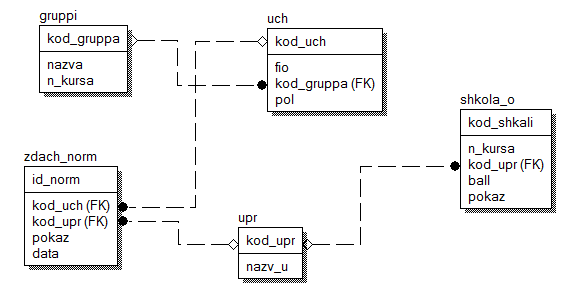 gruppi
kod_gruppa
nazva
n_kursa
uch
kod_uch
fio
kod_gruppa (FK)
pol
shkola_o
kod_shkali
n_kursa
kod_upr (FK)
ball
pokaz
zdach_norm
id_norm
kod_uch (FK)
kod_upr (FK)
pokaz
data
upr
kod_upr
nazv_u